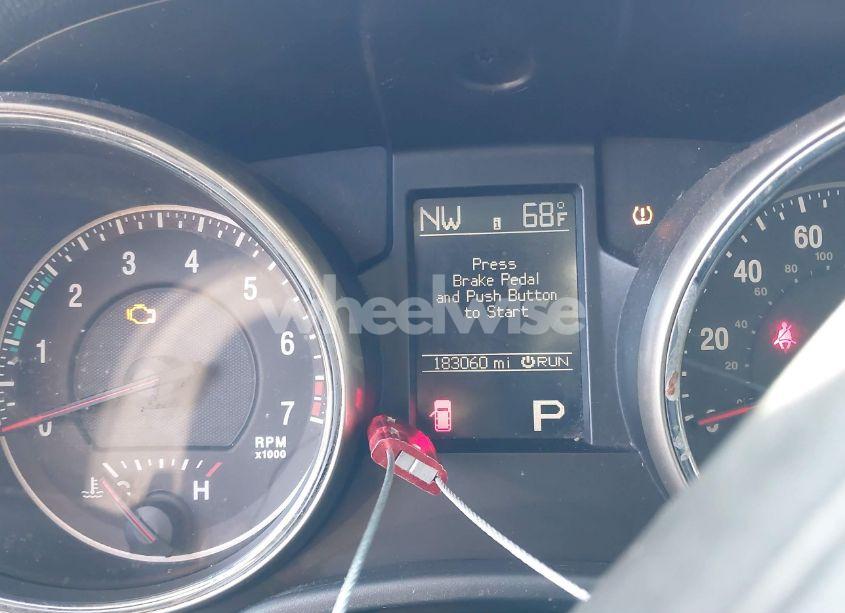 NW i 68°F
Press
Brake Pedal
and Push Button
to Start
183060 mi RUN
P
0 1 2 3 4 5 6 7
RPM
x1000
C H
0 20 40 60
20 40 60 80 100
wheelwise